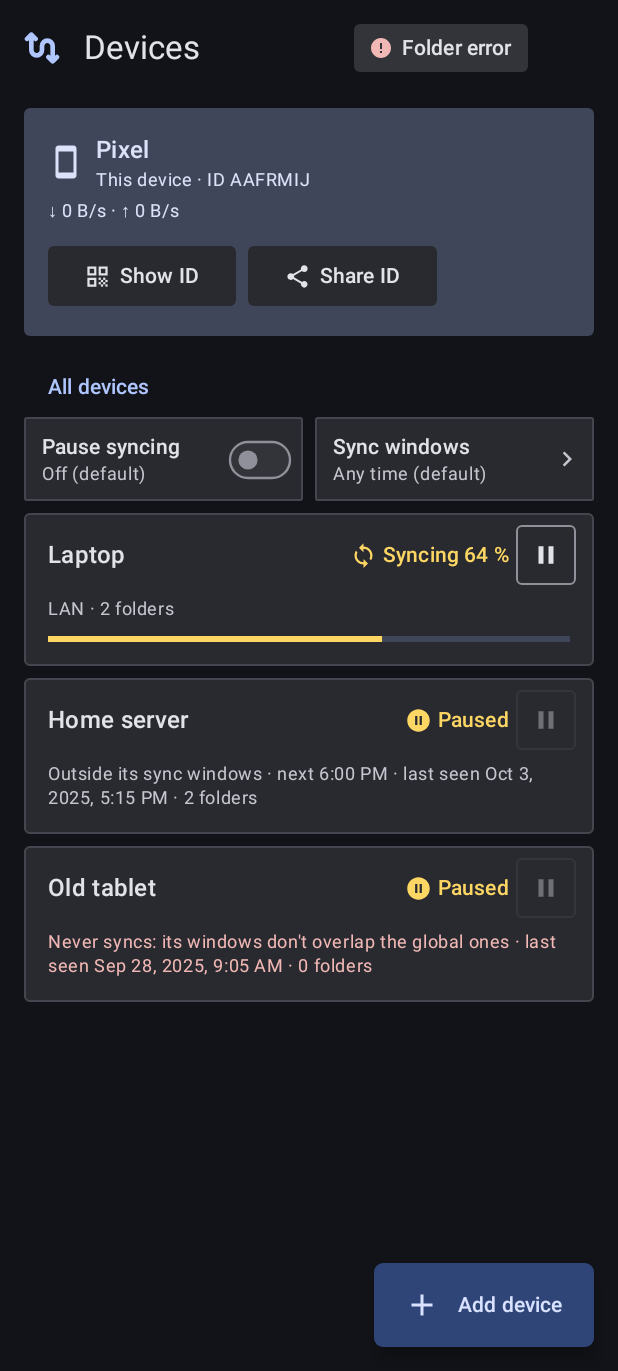 Devices
Folder error
Pixel
This device · ID AAFRMIJ
↓ 0 B/s · ↑ 0 B/s
Show ID
Share ID
All devices
Pause syncing
Off (default)
Sync windows
Any time (default)
Laptop
Syncing 64 %
LAN · 2 folders
Home server
Paused
Outside its sync windows · next 6:00 PM · last seen Oct 3,
2025, 5:15 PM · 2 folders
Old tablet
Paused
Never syncs: its windows don't overlap the global ones · last
seen Sep 28, 2025, 9:05 AM · 0 folders
Add device